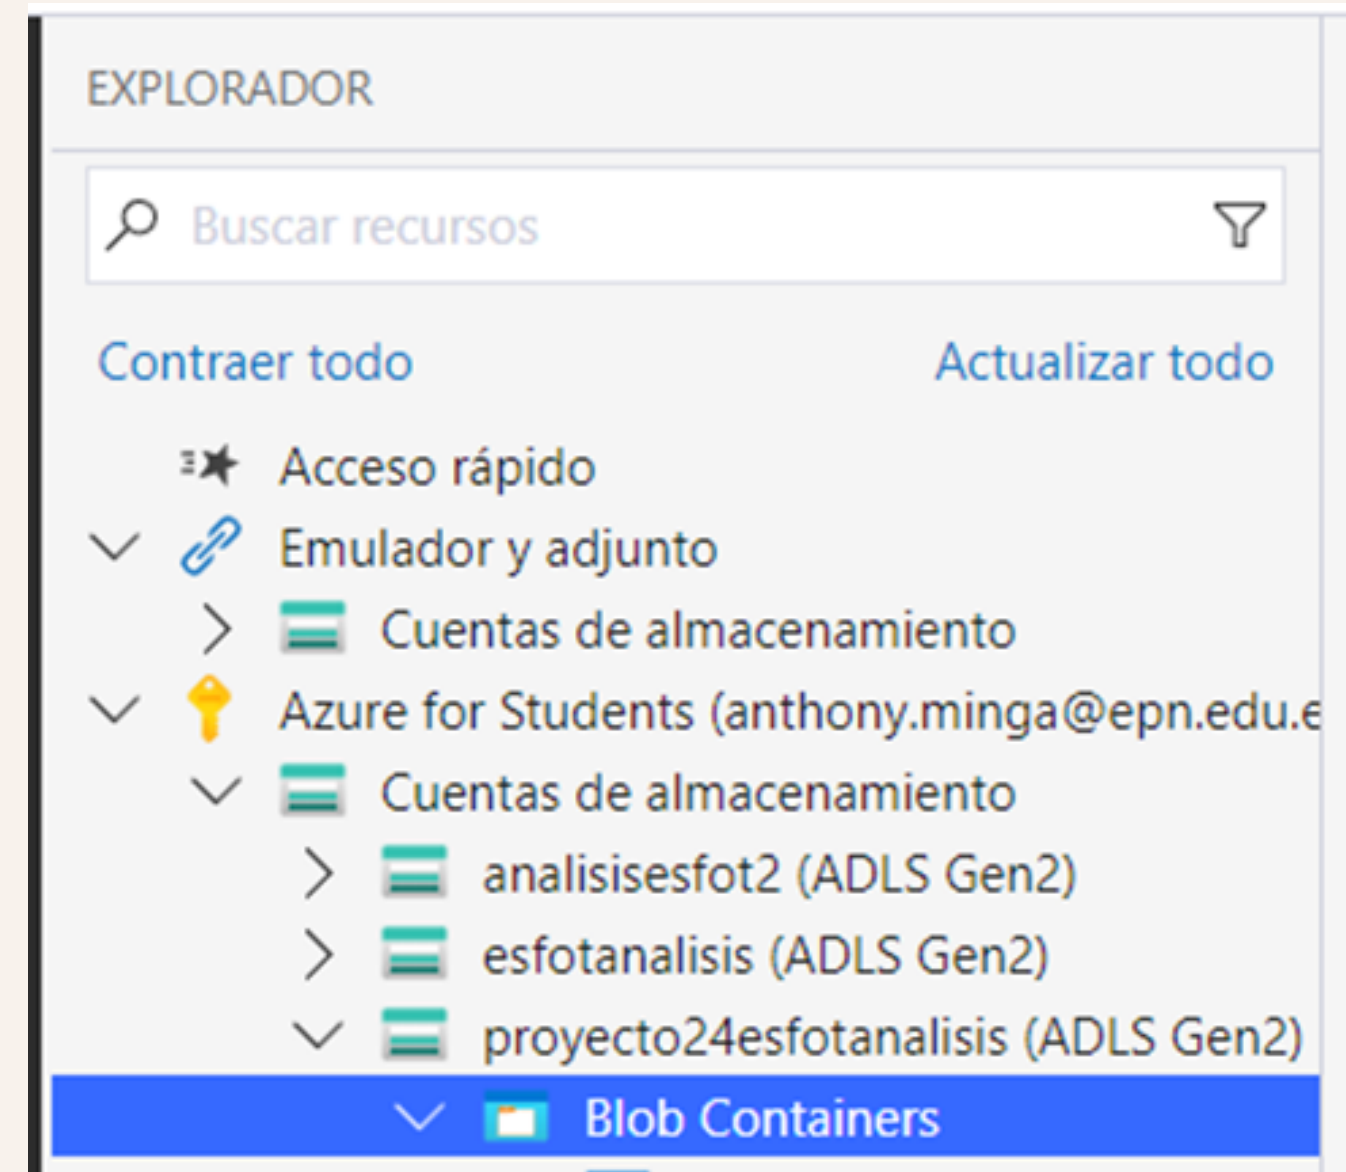 EXPLORADOR
Buscar recursos
Contraer todo Actualizar todo
Acceso rápido
Emulador y adjunto
Cuentas de almacenamiento
Azure for Students (anthony.minga@epn.edu.e
Cuentas de almacenamiento
analisisesfot2 (ADLS Gen2)
esfotanalisis (ADLS Gen2)
proyecto24esfotanalisis (ADLS Gen2)
Blob Containers